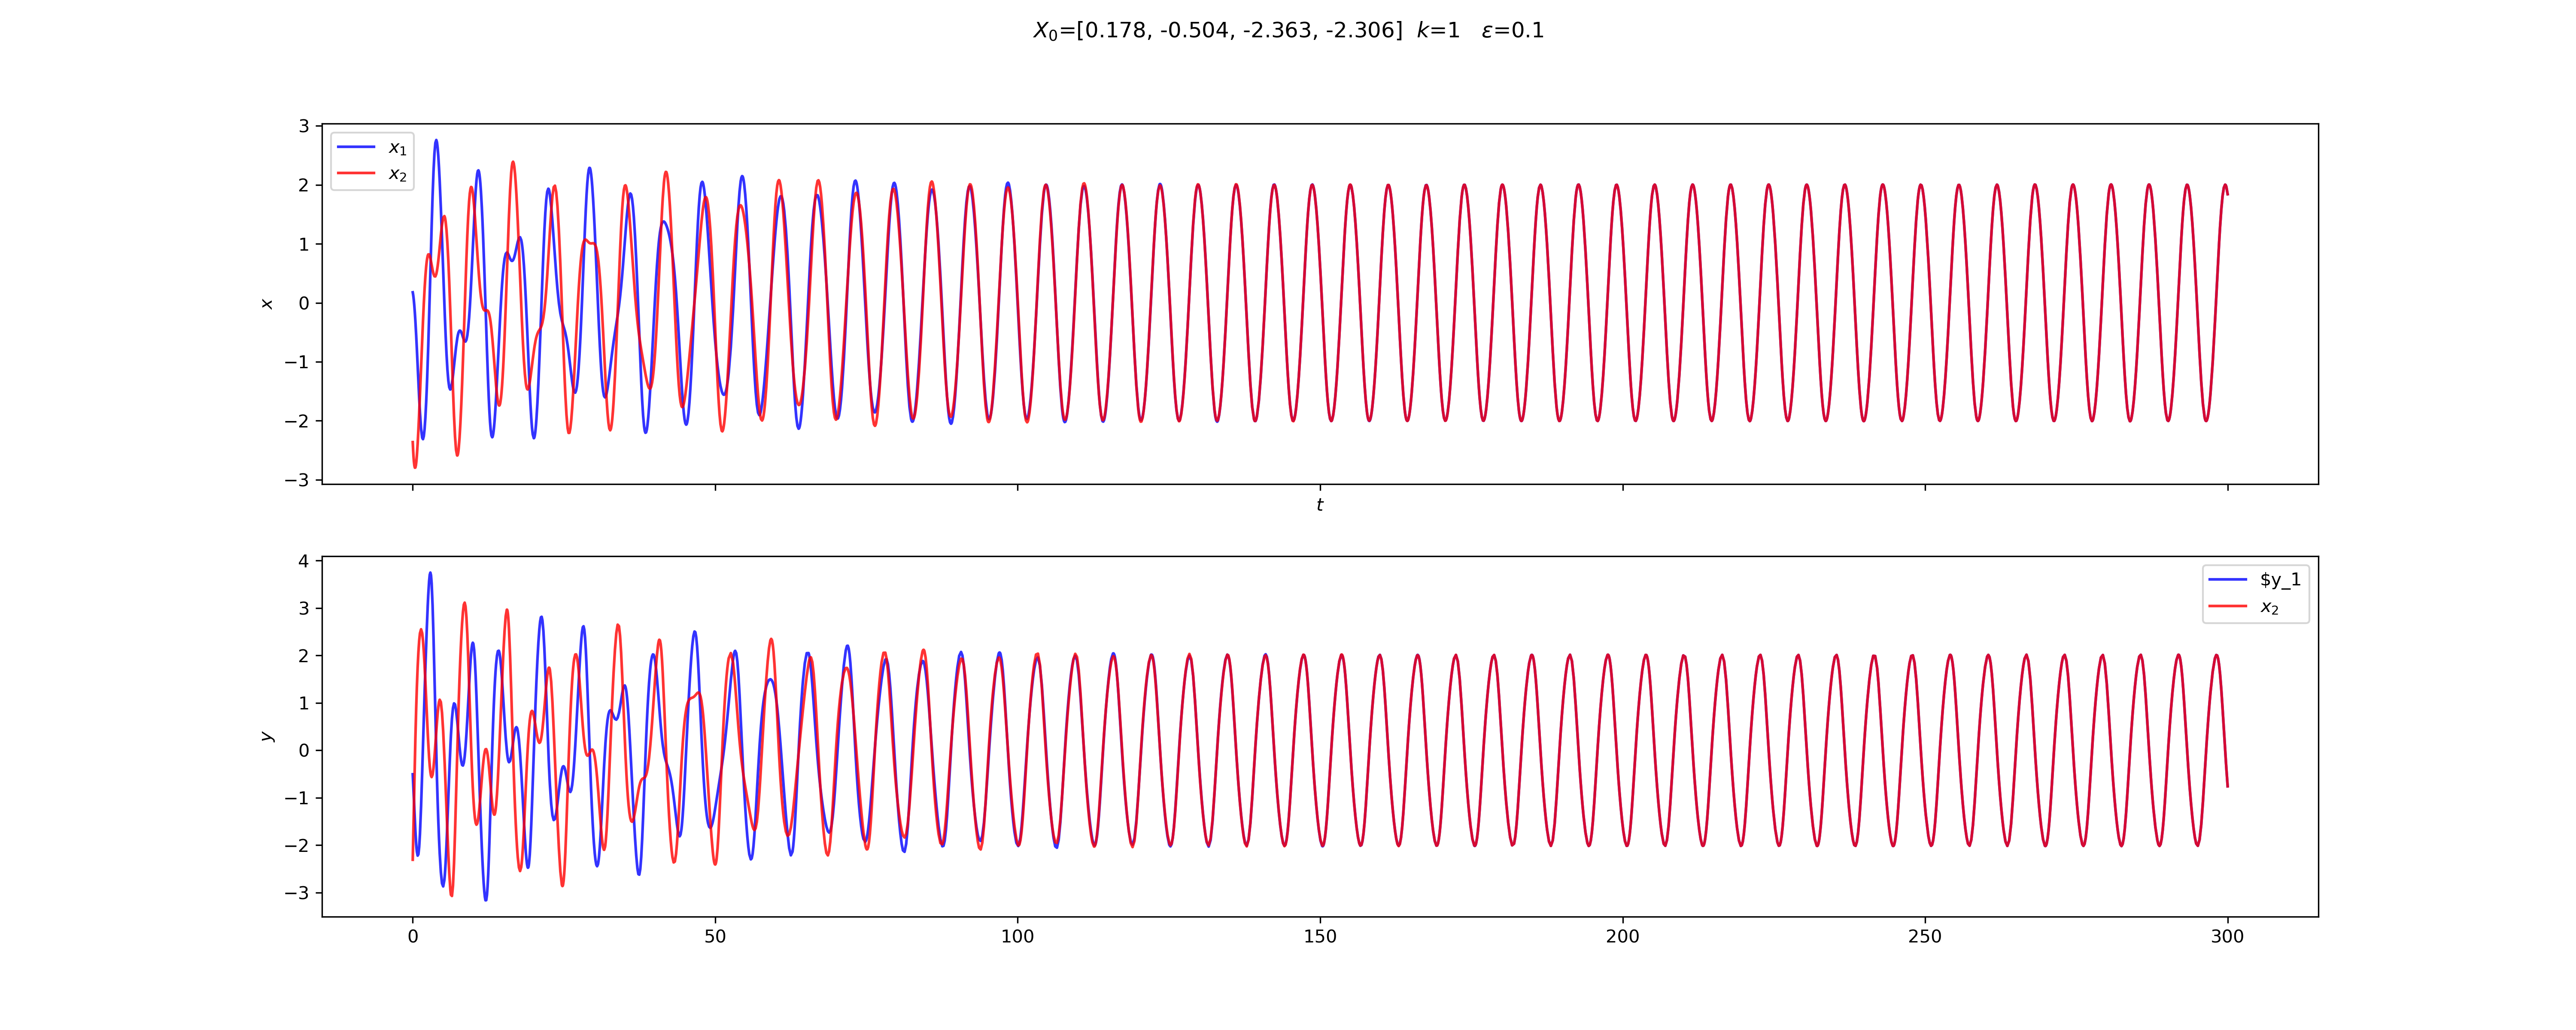 X₀=[0.178, -0.504, -2.363, -2.306] k=1 ε=0.1
3
2
1
0
−1
−2
−3
x
x₁
x₂
t
4
3
2
1
0
−1
−2
−3
y
$y_1
x₂
0 50 100 150 200 250 300